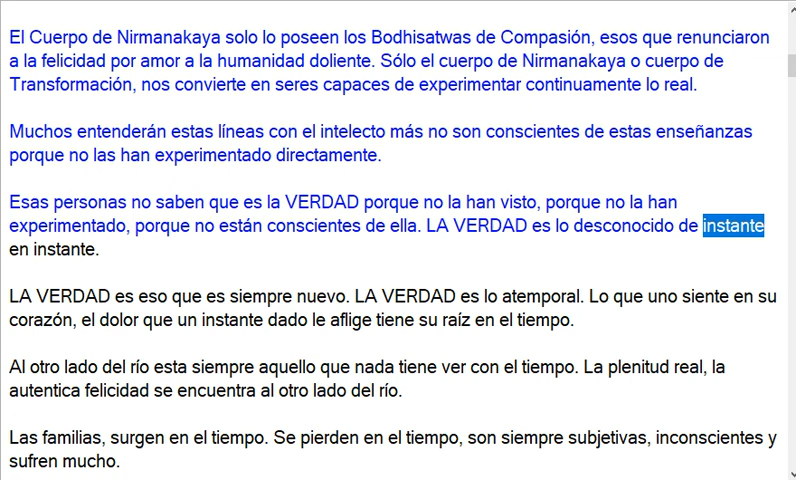 El Cuerpo de Nirmanakaya solo lo poseen los Bodhisatwas de Compasión, esos que renunciaron
a la felicidad por amor a la humanidad doliente. Sólo el cuerpo de Nirmanakaya o cuerpo de
Transformación, nos convierte en seres capaces de experimentar continuamente lo real.
Muchos entenderán estas líneas con el intelecto más no son conscientes de estas enseñanzas
porque no las han experimentado directamente.
Esas personas no saben que es la VERDAD porque no la han visto, porque no la han
experimentado, porque no están conscientes de ella. LA VERDAD es lo desconocido de instante
en instante.
LA VERDAD es eso que es siempre nuevo. LA VERDAD es lo atemporal. Lo que uno siente en su
corazón, el dolor que un instante dado le aflige tiene su raíz en el tiempo.
Al otro lado del río esta siempre aquello que nada tiene ver con el tiempo. La plenitud real, la
autentica felicidad se encuentra al otro lado del río.
Las familias, surgen en el tiempo. Se pierden en el tiempo, son siempre subjetivas, inconscientes y
sufren mucho.